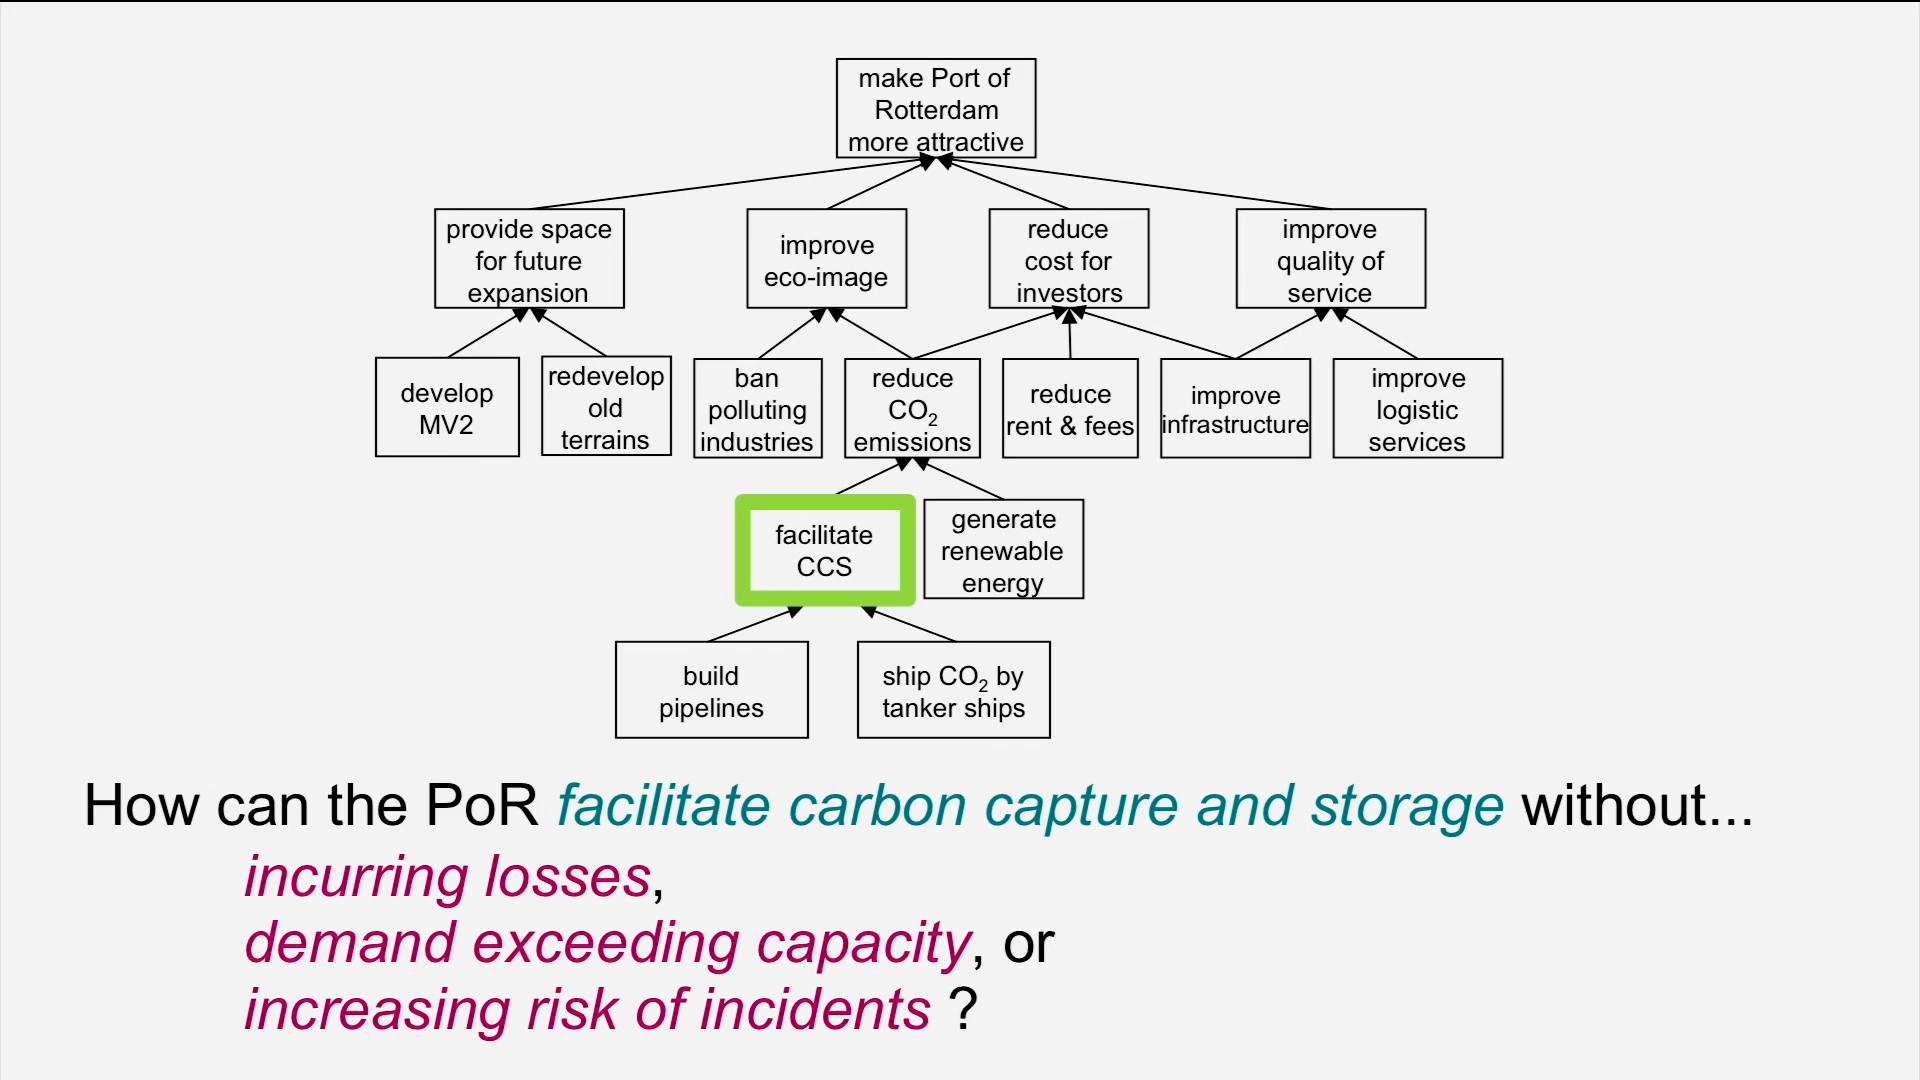 make Port of
Rotterdam
more attractive
provide space
for future
expansion
improve
eco-image
reduce
cost for
investors
improve
quality of
service
develop
MV2
redevelop
old
terrains
ban
polluting
industries
reduce
CO2
emissions
reduce
rent & fees
improve
infrastructure
improve
logistic
services
facilitate
CCS
generate
renewable
energy
build
pipelines
ship CO2 by
tanker ships
How can the PoR facilitate carbon capture and storage without...
incurring losses,
demand exceeding capacity, or
increasing risk of incidents ?